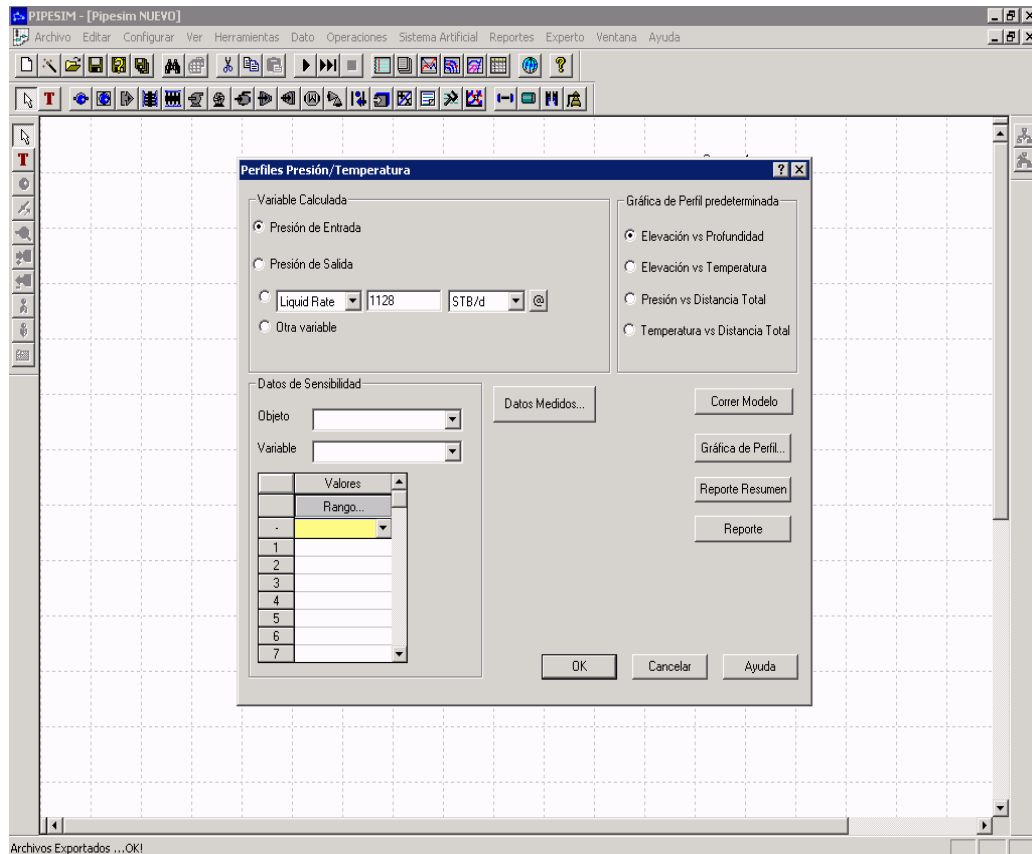 PIPESIM - [Pipesim NUEVO]
Archivo Editar Configurar Ver Herramientas Dato Operaciones Sistema Artificial Reportes Experto Ventana Ayuda
T
T
Perfiles Presión/Temperatura
Variable Calculada
Presión de Entrada
Presión de Salida
Liquid Rate 1128 STB/d @
Otra variable
Gráfica de Perfil predeterminada
Elevación vs Profundidad
Elevación vs Temperatura
Presión vs Distancia Total
Temperatura vs Distancia Total
Datos de Sensibilidad
Objeto
Variable
Valores
Rango...
-
1
2
3
4
5
6
7
Datos Medidos...
Correr Modelo
Gráfica de Perfil...
Reporte Resumen
Reporte
OK Cancelar Ayuda
Archivos Exportados ...OK!